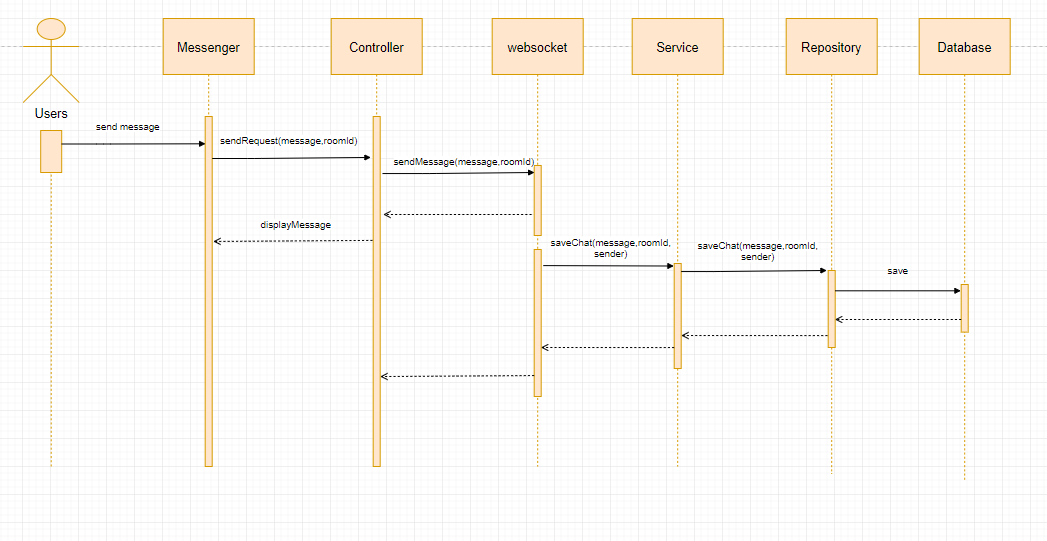 Messenger
Controller
websocket
Service
Repository
Database
Users
send message
sendRequest(message,roomId)
sendMessage(message,roomId)
displayMessage
saveChat(message,roomId,
sender)
saveChat(message,roomId,
sender)
save